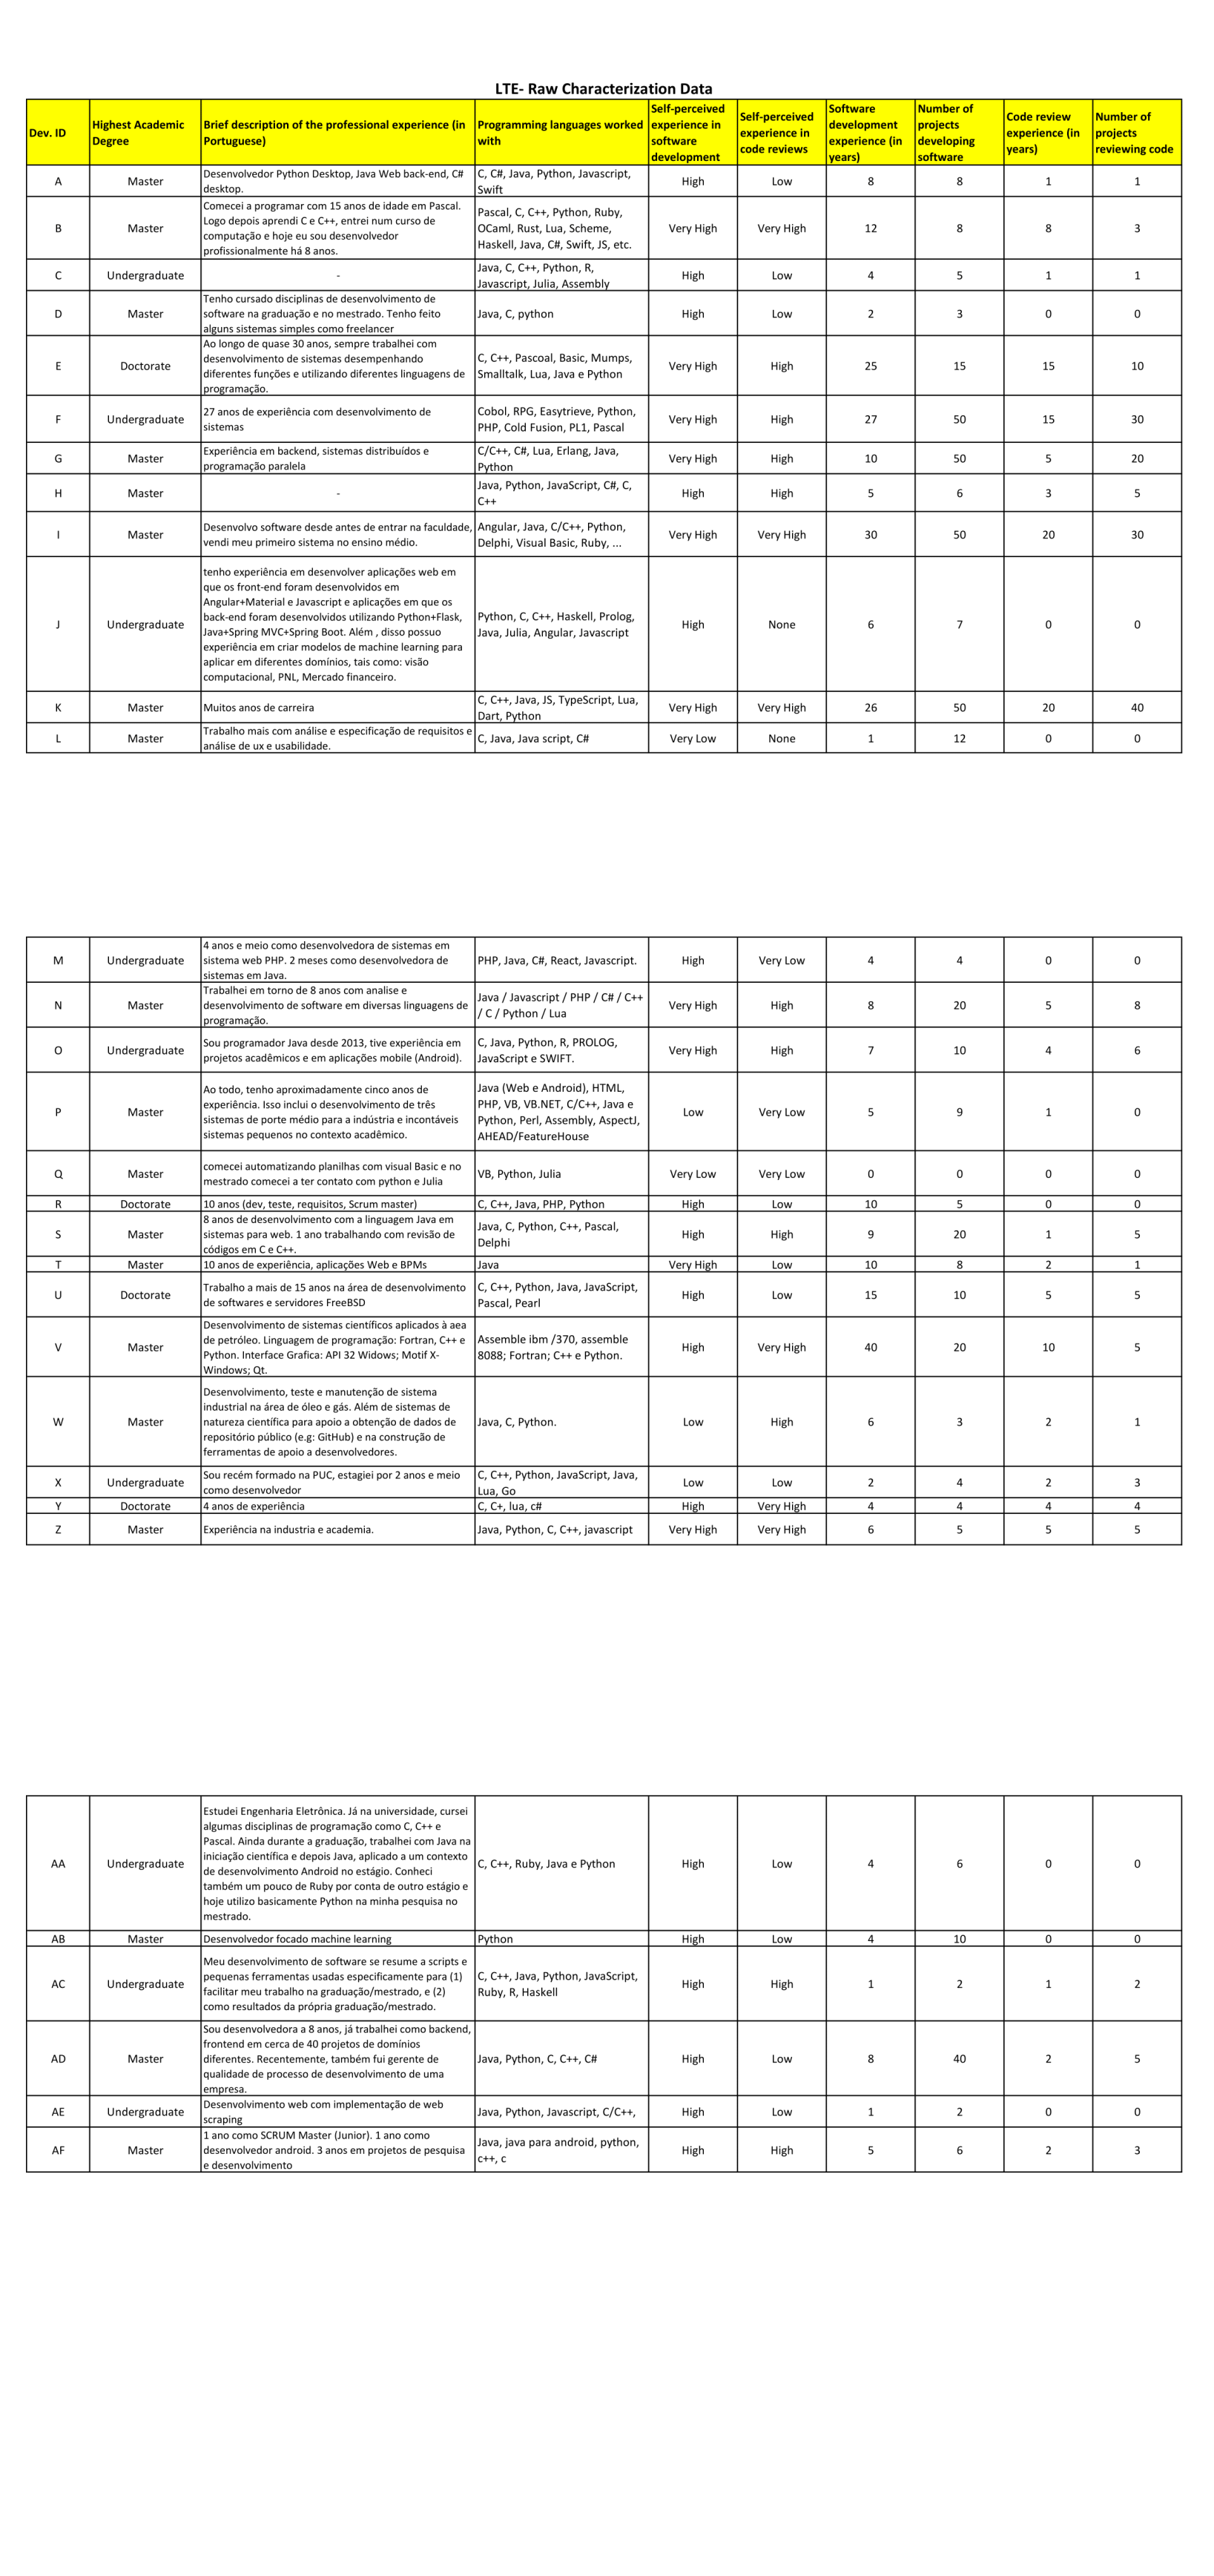 LTE- Raw Characterization Data
Dev. ID
Highest Academic
Degree
Brief description of the professional experience (in
Portuguese)
Programming languages worked
with
Self-perceived
experience in
software
development
Self-perceived
experience in
code reviews
Software
development
experience (in
years)
Number of
projects
developing
software
Code review
experience (in
years)
Number of
projects
reviewing code
A
Master
Desenvolvedor Python Desktop, Java Web back-end, C#
desktop.
C, C#, Java, Python, Javascript,
Swift
High
Low
8
8
1
1
B
Master
Comecei a programar com 15 anos de idade em Pascal.
Logo depois aprendi C e C++, entrei num curso de
computação e hoje eu sou desenvolvedor
profissionalmente há 8 anos.
Pascal, C, C++, Python, Ruby,
OCaml, Rust, Lua, Scheme,
Haskell, Java, C#, Swift, JS, etc.
Very High
Very High
12
8
8
3
C
Undergraduate
-
Java, C, C++, Python, R,
Javascript, Julia, Assembly
High
Low
4
5
1
1
D
Master
Tenho cursado disciplinas de desenvolvimento de
software na graduação e no mestrado. Tenho feito
alguns sistemas simples como freelancer
Java, C, python
High
Low
2
3
0
0
E
Doctorate
Ao longo de quase 30 anos, sempre trabalhei com
desenvolvimento de sistemas desempenhando
diferentes funções e utilizando diferentes linguagens de
programação.
C, C++, Pascoal, Basic, Mumps,
Smalltalk, Lua, Java e Python
Very High
High
25
15
15
10
F
Undergraduate
27 anos de experiência com desenvolvimento de
sistemas
Cobol, RPG, Easytrieve, Python,
PHP, Cold Fusion, PL1, Pascal
Very High
High
27
50
15
30
G
Master
Experiência em backend, sistemas distribuídos e
programação paralela
C/C++, C#, Lua, Erlang, Java,
Python
Very High
High
10
50
5
20
H
Master
-
Java, Python, JavaScript, C#, C,
C++
High
High
5
6
3
5
I
Master
Desenvolvo software desde antes de entrar na faculdade,
vendi meu primeiro sistema no ensino médio.
Angular, Java, C/C++, Python,
Delphi, Visual Basic, Ruby, ...
Very High
Very High
30
50
20
30
J
Undergraduate
tenho experiência em desenvolver aplicações web em
que os front-end foram desenvolvidos em
Angular+Material e Javascript e aplicações em que os
back-end foram desenvolvidos utilizando Python+Flask,
Java+Spring MVC+Spring Boot. Além , disso possuo
experiência em criar modelos de machine learning para
aplicar em diferentes domínios, tais como: visão
computacional, PNL, Mercado financeiro.
Python, C, C++, Haskell, Prolog,
Java, Julia, Angular, Javascript
High
None
6
7
0
0
K
Master
Muitos anos de carreira
C, C++, Java, JS, TypeScript, Lua,
Dart, Python
Very High
Very High
26
50
20
40
L
Master
Trabalho mais com análise e especificação de requisitos e
análise de ux e usabilidade.
C, Java, Java script, C#
Very Low
None
1
12
0
0
M
Undergraduate
4 anos e meio como desenvolvedora de sistemas em
sistema web PHP. 2 meses como desenvolvedora de
sistemas em Java.
PHP, Java, C#, React, Javascript.
High
Very Low
4
4
0
0
N
Master
Trabalhei em torno de 8 anos com analise e
desenvolvimento de software em diversas linguagens de
programação.
Java / Javascript / PHP / C# / C++
/ C / Python / Lua
Very High
High
8
20
5
8
O
Undergraduate
Sou programador Java desde 2013, tive experiência em
projetos acadêmicos e em aplicações mobile (Android).
C, Java, Python, R, PROLOG,
JavaScript e SWIFT.
Very High
High
7
10
4
6
P
Master
Ao todo, tenho aproximadamente cinco anos de
experiência. Isso inclui o desenvolvimento de três
sistemas de porte médio para a indústria e incontáveis
sistemas pequenos no contexto acadêmico.
Java (Web e Android), HTML,
PHP, VB, VB.NET, C/C++, Java e
Python, Perl, Assembly, AspectJ,
AHEAD/FeatureHouse
Low
Very Low
5
9
1
0
Q
Master
comecei automatizando planilhas com visual Basic e no
mestrado comecei a ter contato com python e Julia
VB, Python, Julia
Very Low
Very Low
0
0
0
0
R
Doctorate
10 anos (dev, teste, requisitos, Scrum master)
C, C++, Java, PHP, Python
High
Low
10
5
0
0
S
Master
8 anos de desenvolvimento com a linguagem Java em
sistemas para web. 1 ano trabalhando com revisão de
códigos em C e C++.
Java, C, Python, C++, Pascal,
Delphi
High
High
9
20
1
5
T
Master
10 anos de experiência, aplicações Web e BPMs
Java
Very High
Low
10
8
2
1
U
Doctorate
Trabalho a mais de 15 anos na área de desenvolvimento
de softwares e servidores FreeBSD
C, C++, Python, Java, JavaScript,
Pascal, Pearl
High
Low
15
10
5
5
V
Master
Desenvolvimento de sistemas científicos aplicados à aea
de petróleo. Linguagem de programação: Fortran, C++ e
Python. Interface Grafica: API 32 Widows; Motif X-
Windows; Qt.
Assemble ibm /370, assemble
8088; Fortran; C++ e Python.
High
Very High
40
20
10
5
W
Master
Desenvolvimento, teste e manutenção de sistema
industrial na área de óleo e gás. Além de sistemas de
natureza científica para apoio a obtenção de dados de
repositório público (e.g: GitHub) e na construção de
ferramentas de apoio a desenvolvedores.
Java, C, Python.
Low
High
6
3
2
1
X
Undergraduate
Sou recém formado na PUC, estagiei por 2 anos e meio
como desenvolvedor
C, C++, Python, JavaScript, Java,
Lua, Go
Low
Low
2
4
2
3
Y
Doctorate
4 anos de experiência
C, C+, lua, c#
High
Very High
4
4
4
4
Z
Master
Experiência na industria e academia.
Java, Python, C, C++, javascript
Very High
Very High
6
5
5
5
AA
Undergraduate
Estudei Engenharia Eletrônica. Já na universidade, cursei
algumas disciplinas de programação como C, C++ e
Pascal. Ainda durante a graduação, trabalhei com Java na
iniciação científica e depois Java, aplicado a um contexto
de desenvolvimento Android no estágio. Conheci
também um pouco de Ruby por conta de outro estágio e
hoje utilizo basicamente Python na minha pesquisa no
mestrado.
C, C++, Ruby, Java e Python
High
Low
4
6
0
0
AB
Master
Desenvolvedor focado machine learning
Python
High
Low
4
10
0
0
AC
Undergraduate
Meu desenvolvimento de software se resume a scripts e
pequenas ferramentas usadas especificamente para (1)
facilitar meu trabalho na graduação/mestrado, e (2)
como resultados da própria graduação/mestrado.
C, C++, Java, Python, JavaScript,
Ruby, R, Haskell
High
High
1
2
1
2
AD
Master
Sou desenvolvedora a 8 anos, já trabalhei como backend,
frontend em cerca de 40 projetos de domínios
diferentes. Recentemente, também fui gerente de
qualidade de processo de desenvolvimento de uma
empresa.
Java, Python, C, C++, C#
High
Low
8
40
2
5
AE
Undergraduate
Desenvolvimento web com implementação de web
scraping
Java, Python, Javascript, C/C++,
High
Low
1
2
0
0
AF
Master
1 ano como SCRUM Master (Junior). 1 ano como
desenvolvedor android. 3 anos em projetos de pesquisa
e desenvolvimento
Java, java para android, python,
c++, c
High
High
5
6
2
3